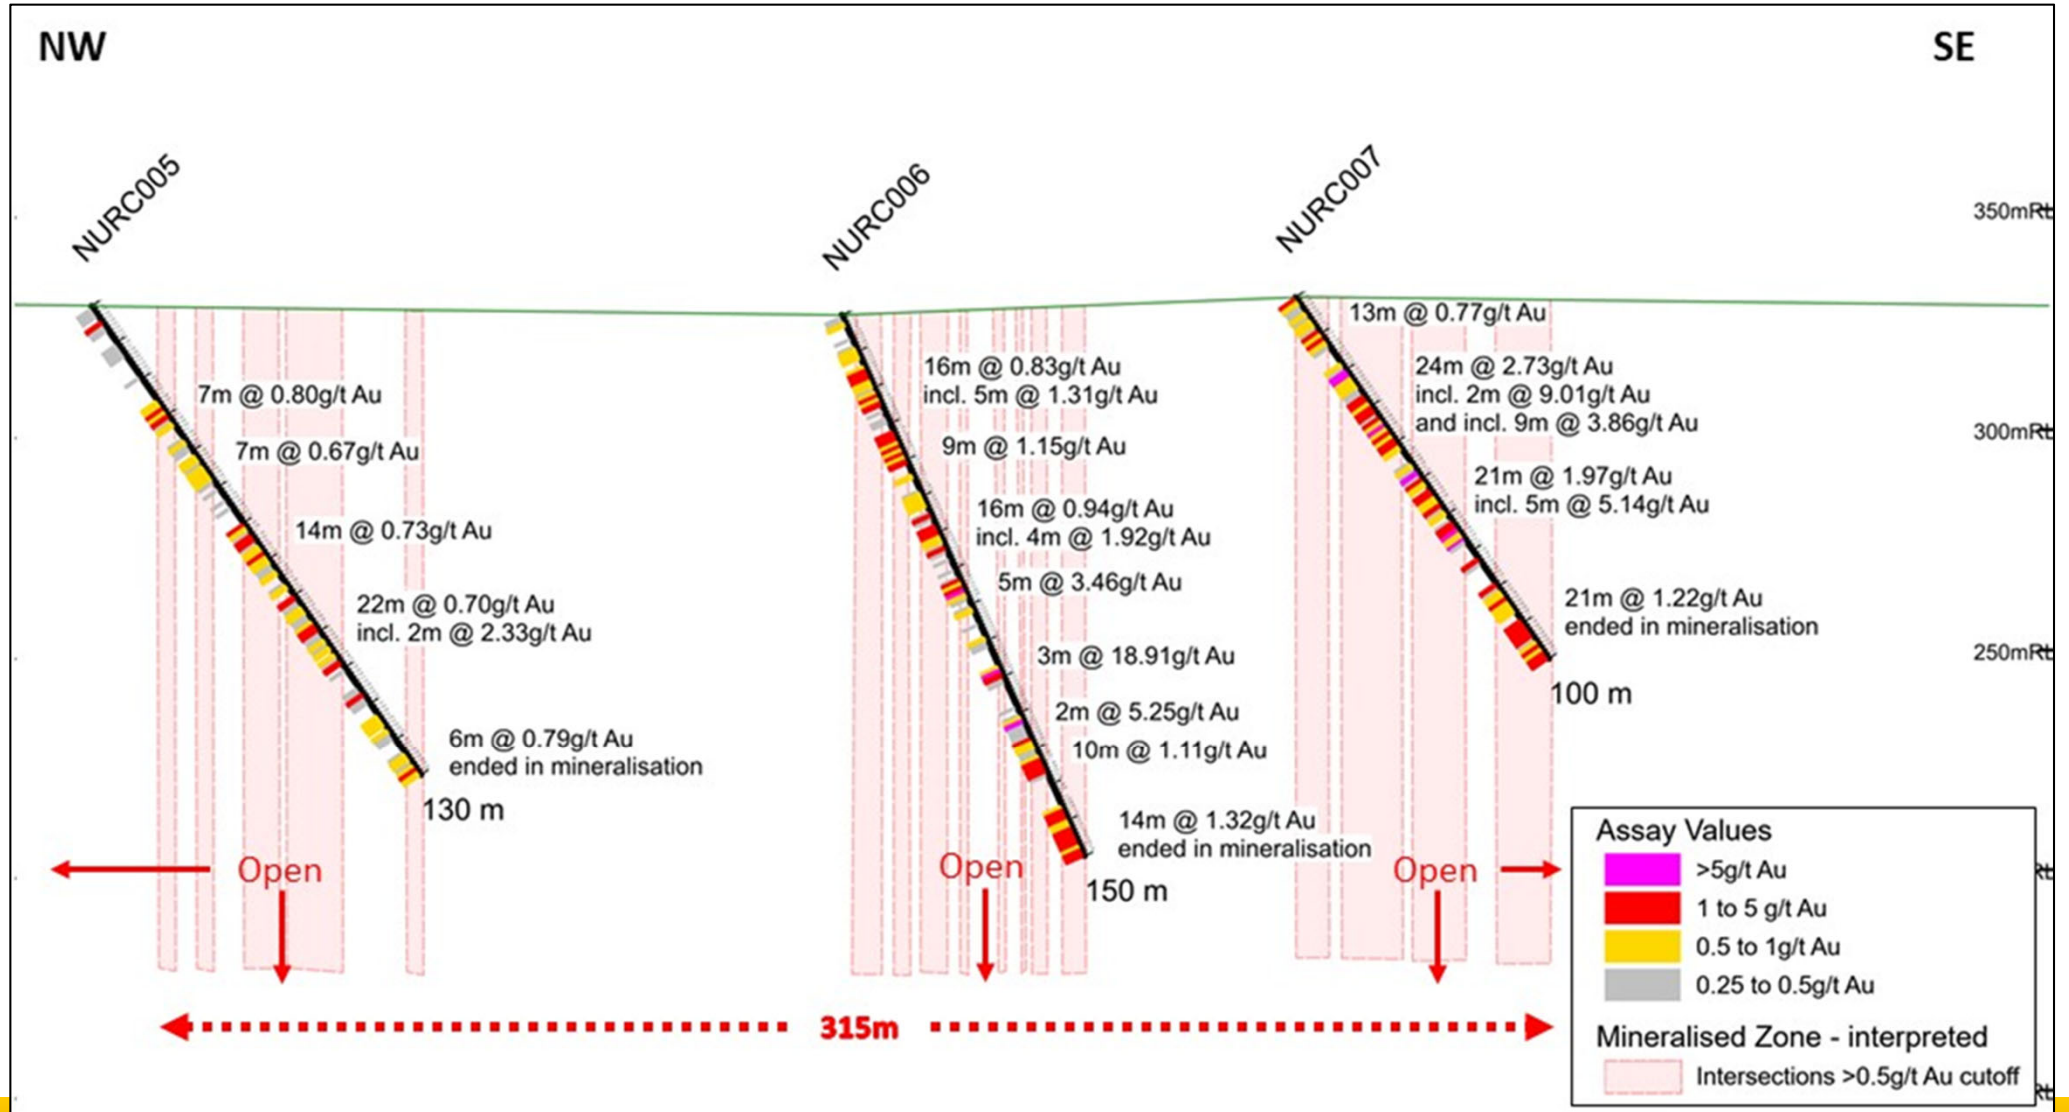 NW
SE
NURC005
NURC006
NURC007
350mRL
300mRL
250mRL
7m @ 0.80g/t Au
7m @ 0.67g/t Au
14m @ 0.73g/t Au
22m @ 0.70g/t Au
incl. 2m @ 2.33g/t Au
6m @ 0.79g/t Au
ended in mineralisation
130 m
16m @ 0.83g/t Au
incl. 5m @ 1.31g/t Au
9m @ 1.15g/t Au
16m @ 0.94g/t Au
incl. 4m @ 1.92g/t Au
5m @ 3.46g/t Au
3m @ 18.91g/t Au
2m @ 5.25g/t Au
10m @ 1.11g/t Au
14m @ 1.32g/t Au
ended in mineralisation
150 m
13m @ 0.77g/t Au
24m @ 2.73g/t Au
incl. 2m @ 9.01g/t Au
and incl. 9m @ 3.86g/t Au
21m @ 1.97g/t Au
incl. 5m @ 5.14g/t Au
21m @ 1.22g/t Au
ended in mineralisation
100 m
Open
Open
Open
315m
Assay Values
>5g/t Au
1 to 5 g/t Au
0.5 to 1g/t Au
0.25 to 0.5g/t Au
Mineralised Zone - interpreted
Intersections >0.5g/t Au cutoff